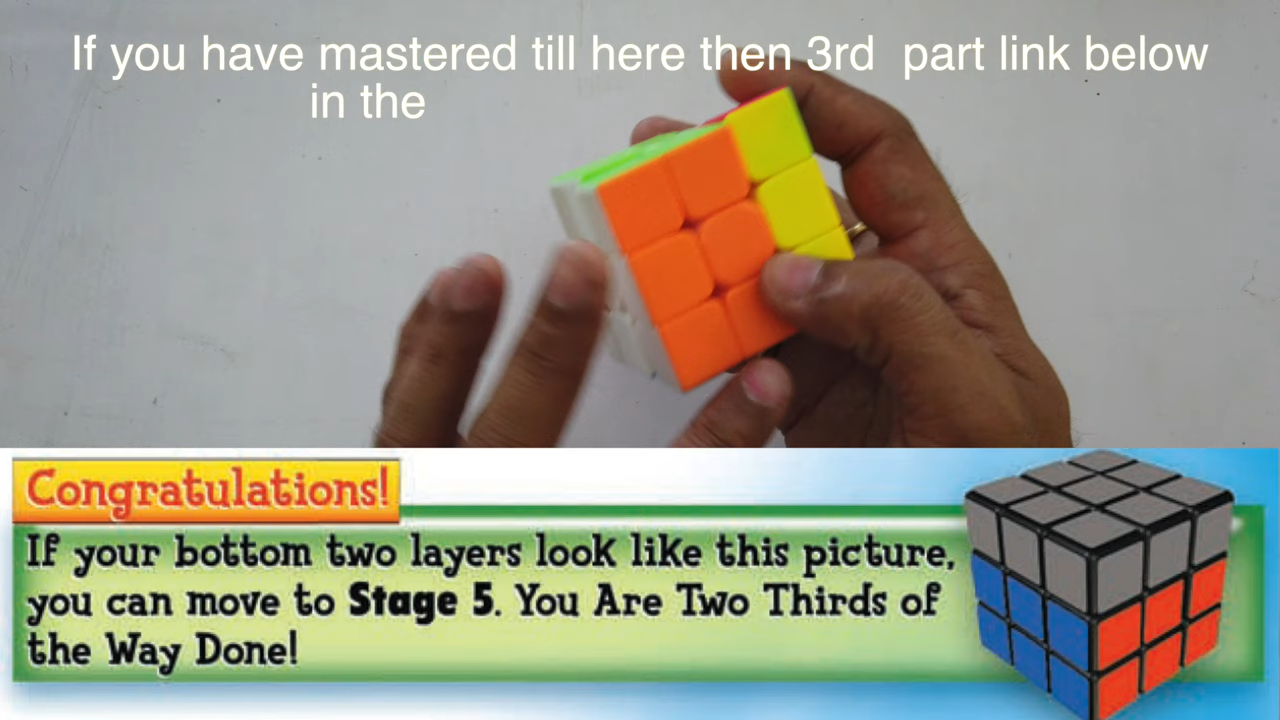 If you have mastered till here then 3rd  part link below
in the
Congratulations!
If your bottom two layers look like this picture,
you can move to Stage 5. You Are Two Thirds of
the Way Done!